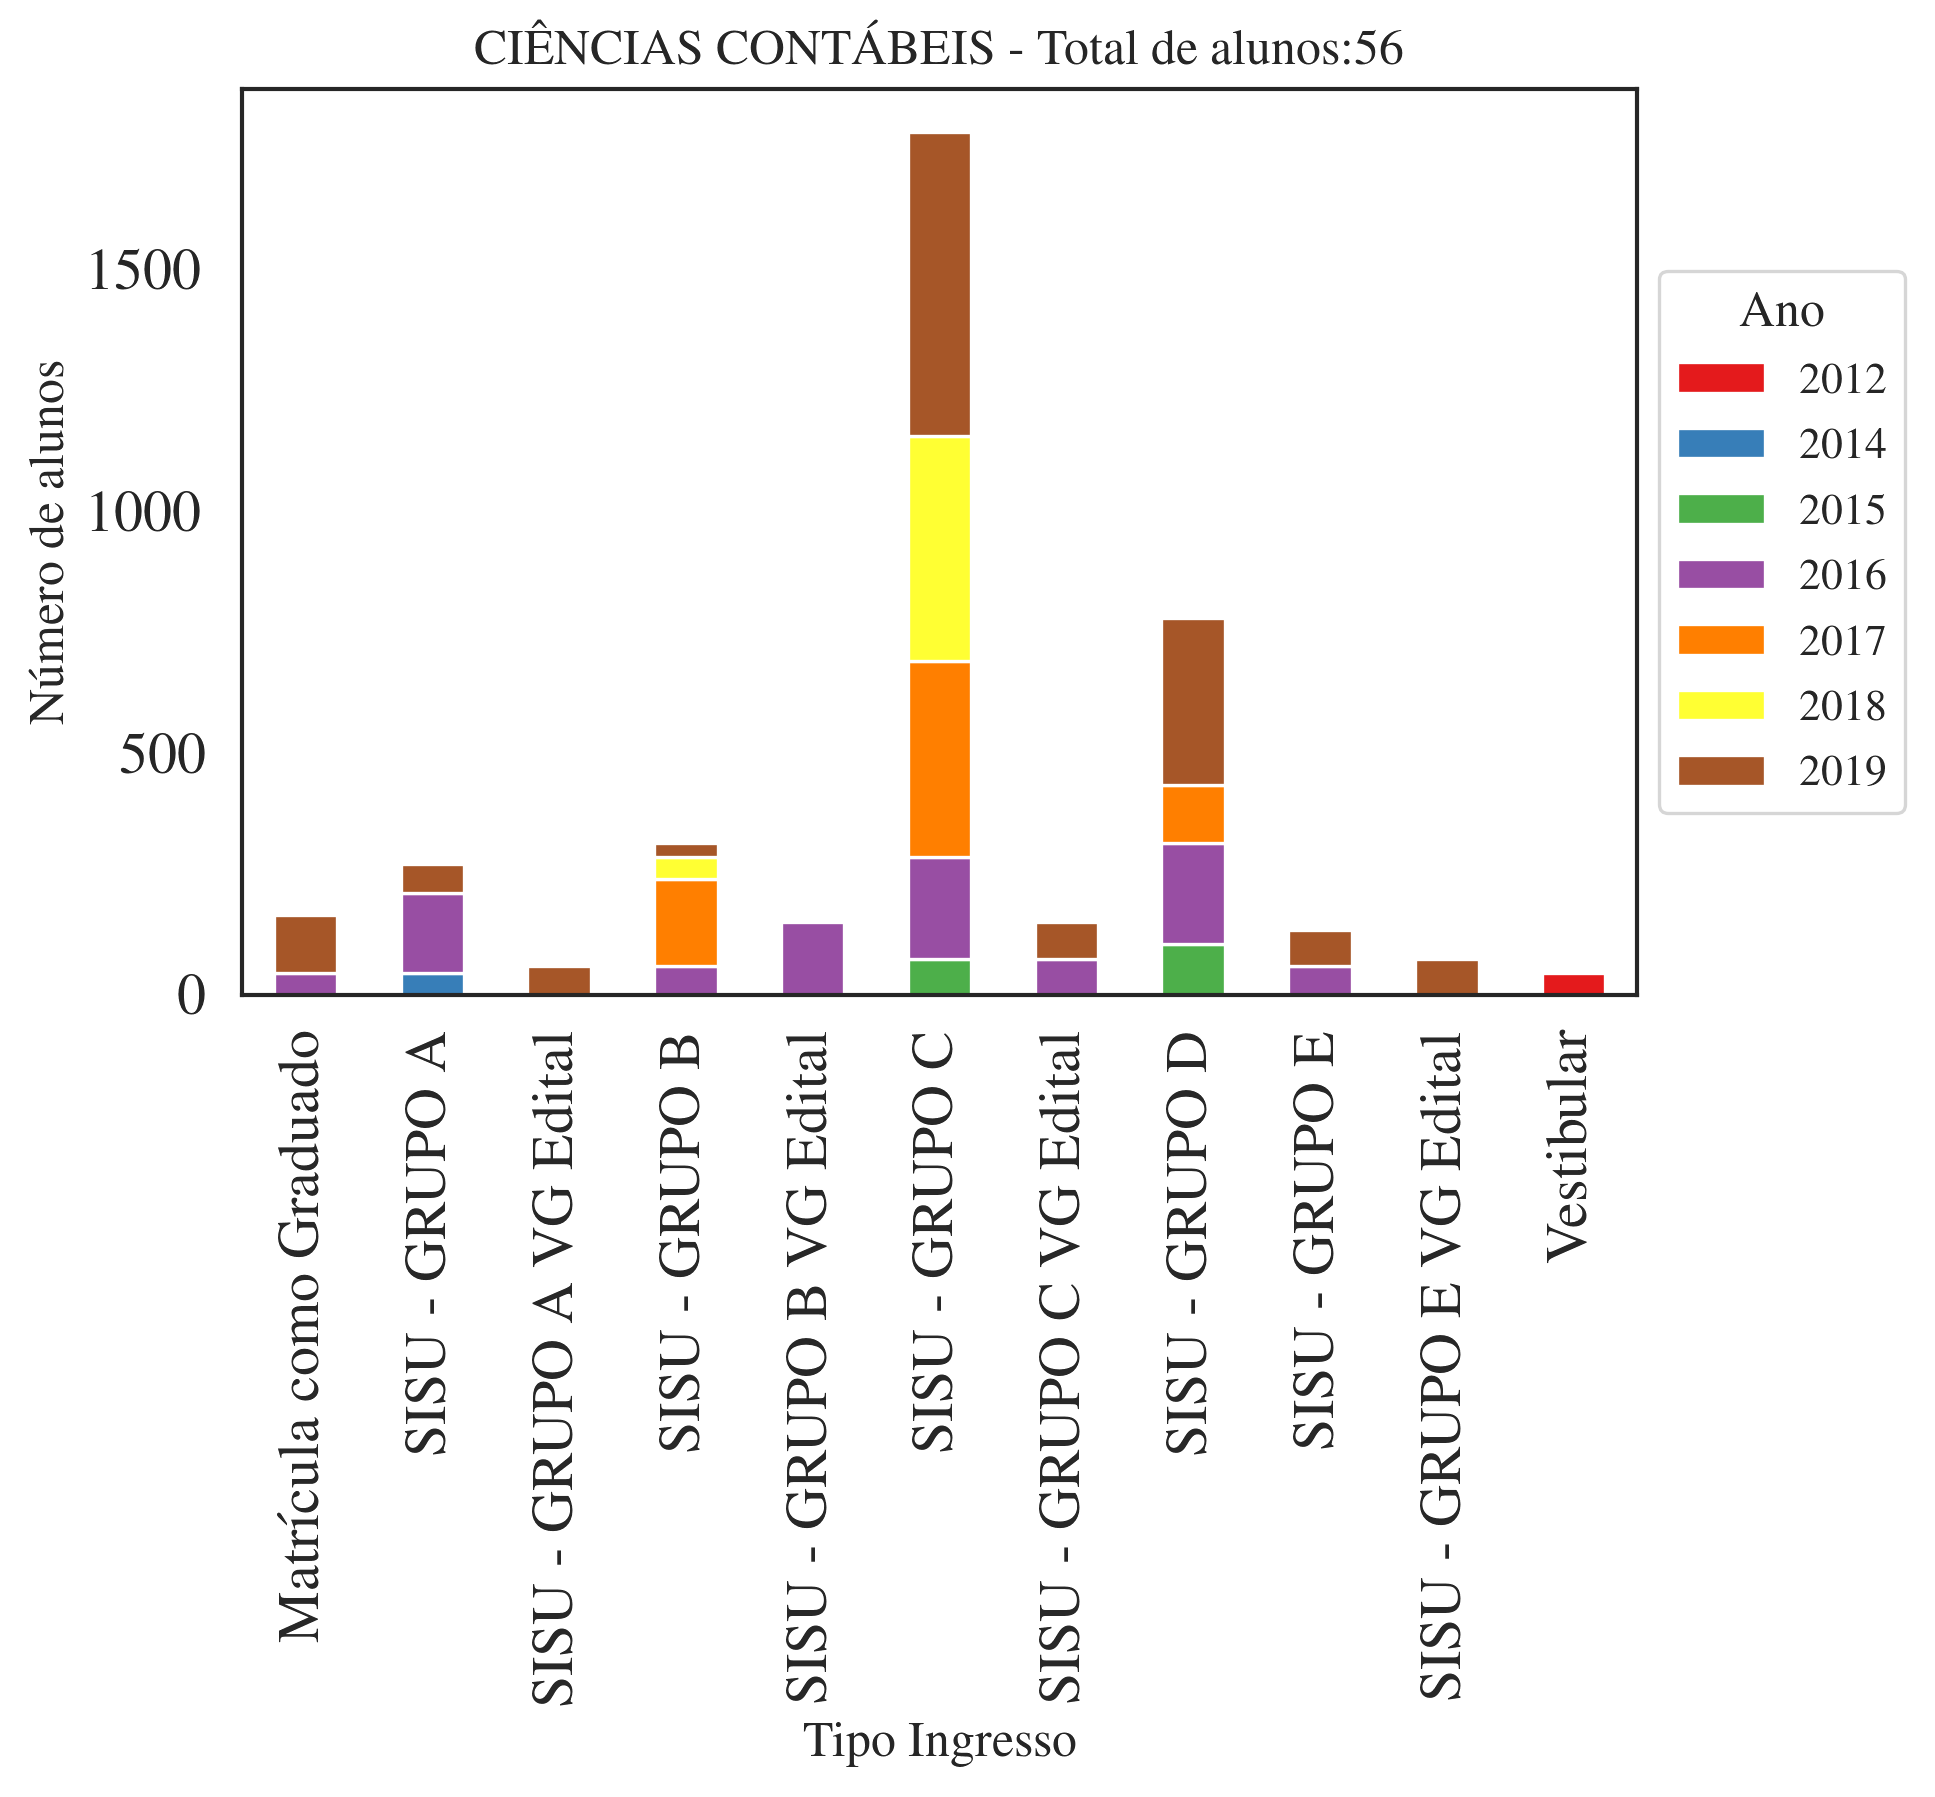 CIÊNCIAS CONTÁBEIS - Total de alunos:56
Número de alunos
1500
1000
500
0
Ano
2012
2014
2015
2016
2017
2018
2019
Matrícula como Graduado
SISU - GRUPO A
SISU - GRUPO A VG Edital
SISU - GRUPO B
SISU - GRUPO B VG Edital
SISU - GRUPO C
SISU - GRUPO C VG Edital
SISU - GRUPO D
SISU - GRUPO E
SISU - GRUPO E VG Edital
Vestibular
Tipo Ingresso